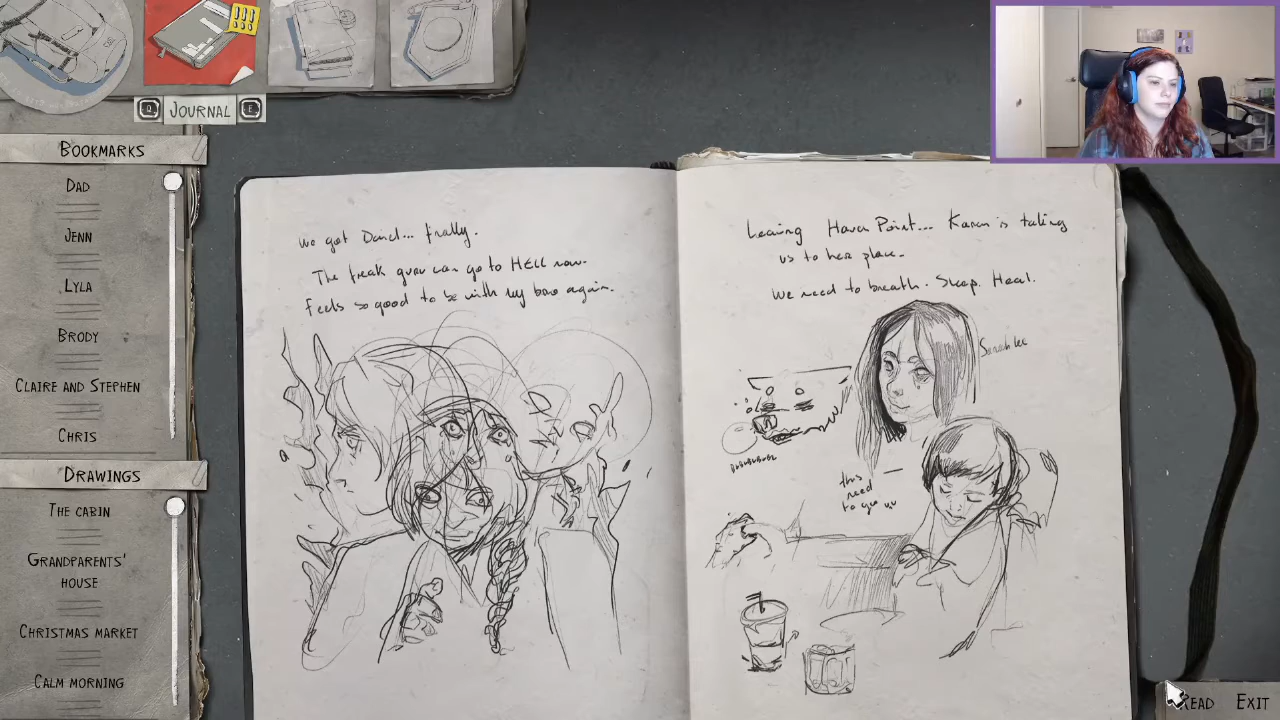 Q JOURNAL E
BOOKMARKS
DAD
JENN
LYLA
BRODY
CLAIRE AND STEPHEN
CHRIS
DRAWINGS
THE CABIN
GRANDPARENTS'
HOUSE
CHRISTMAS MARKET
CALM MORNING
We got Daniel... finally.
The freak guru can go to HELL now.
Feels so good to be with my bro again.
Leaving Haven Point... Karen is taking
us to her place.
We need to breath. Sleep. Heal.
this
need
to
READ EXIT